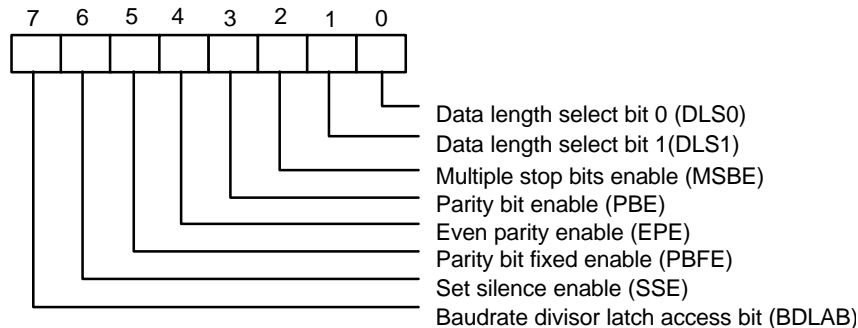 7 6 5 4 3 2 1 0
Data length select bit 0 (DLS0)
Data length select bit 1(DLS1)
Multiple stop bits enable (MSBE)
Parity bit enable (PBE)
Even parity enable (EPE)
Parity bit fixed enable (PBFE)
Set silence enable (SSE)
Baudrate divisor latch access bit (BDLAB)